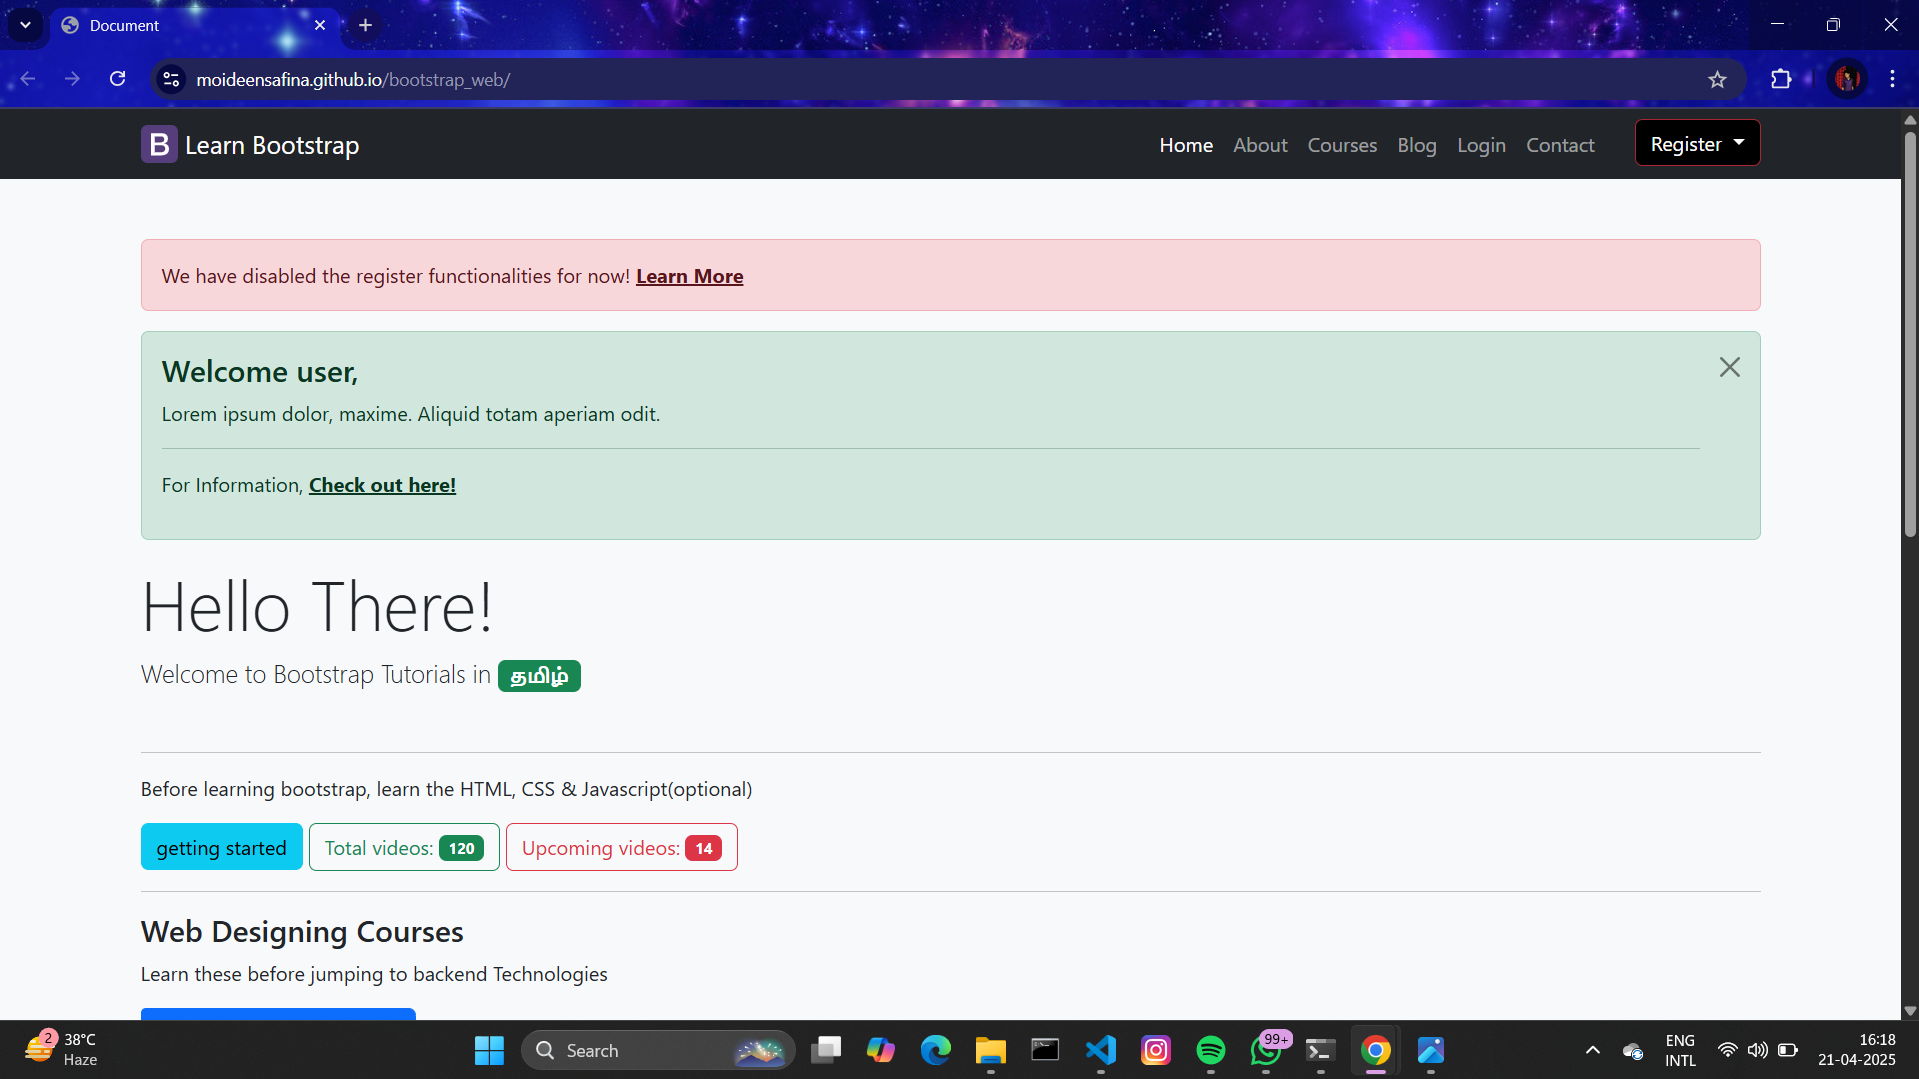 Document
moideensafina.github.io/bootstrap_web/
B Learn Bootstrap
Home About Courses Blog Login Contact Register
We have disabled the register functionalities for now! Learn More
Welcome user,
Lorem ipsum dolor, maxime. Aliquid totam aperiam odit.
For Information, Check out here!
Hello There!
Welcome to Bootstrap Tutorials in தமிழ்
Before learning bootstrap, learn the HTML, CSS & Javascript(optional)
getting started Total videos: 120 Upcoming videos: 14
Web Designing Courses
Learn these before jumping to backend Technologies
2 38°C
Haze
Search
99+
ENG
INTL
16:18
21-04-2025